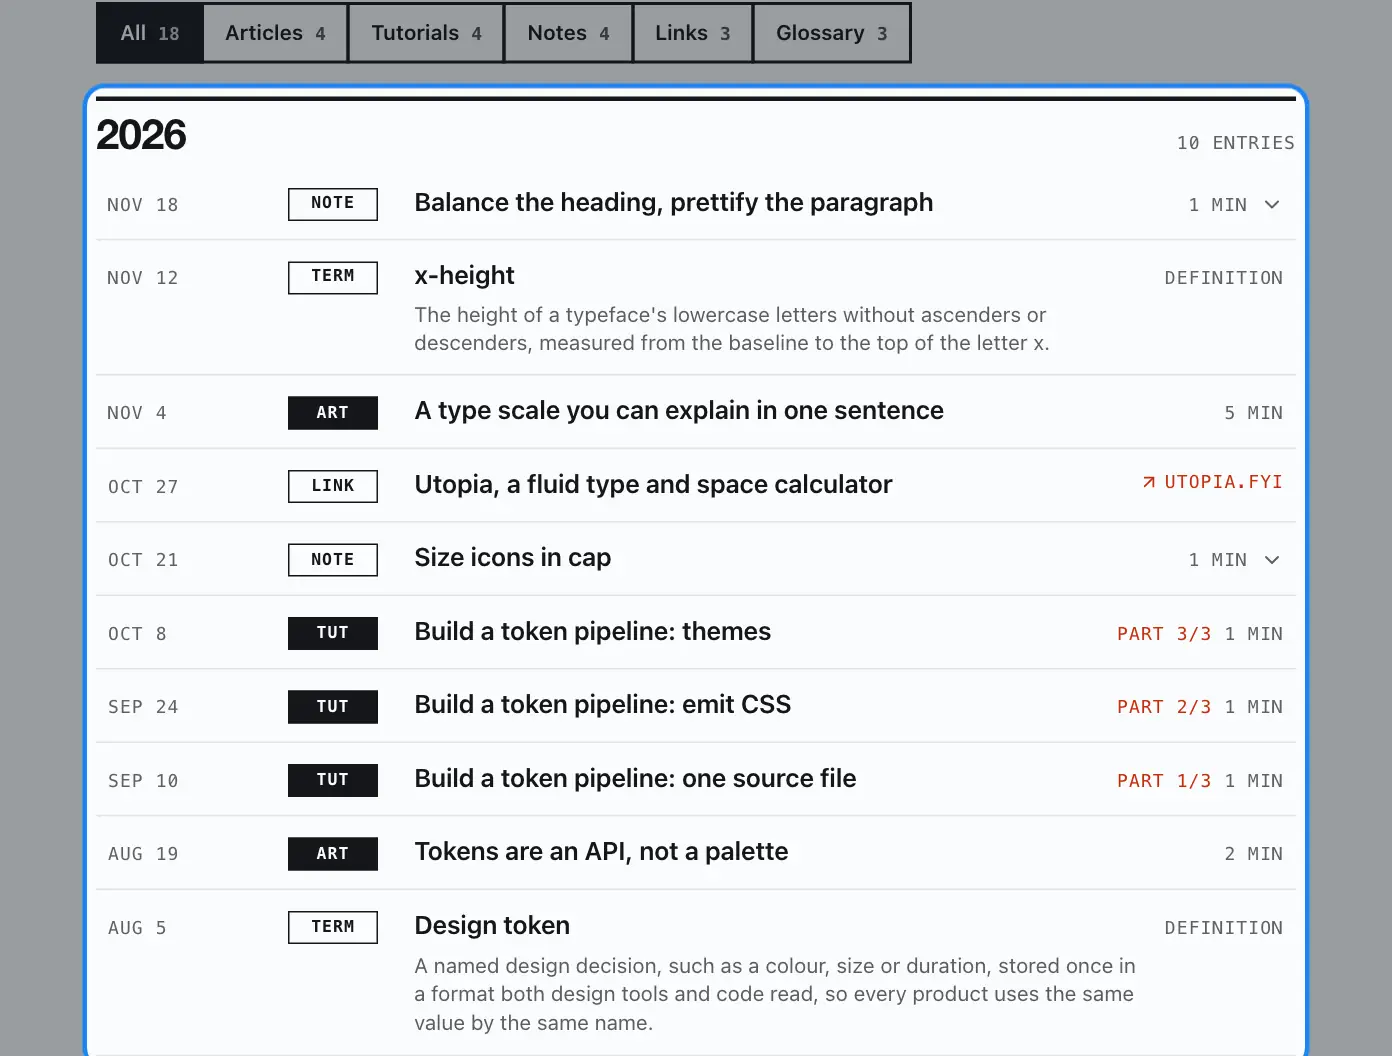 All 18 Articles 4 Tutorials 4 Notes 4 Links 3 Glossary 3
2026 10 ENTRIES
NOV 18 NOTE Balance the heading, prettify the paragraph 1 MIN
NOV 12 TERM x-height DEFINITION
The height of a typeface's lowercase letters without ascenders or
descenders, measured from the baseline to the top of the letter x.
NOV 4 ART A type scale you can explain in one sentence 5 MIN
OCT 27 LINK Utopia, a fluid type and space calculator UTOPIA.FYI
OCT 21 NOTE Size icons in cap 1 MIN
OCT 8 TUT Build a token pipeline: themes PART 3/3 1 MIN
SEP 24 TUT Build a token pipeline: emit CSS PART 2/3 1 MIN
SEP 10 TUT Build a token pipeline: one source file PART 1/3 1 MIN
AUG 19 ART Tokens are an API, not a palette 2 MIN
AUG 5 TERM Design token DEFINITION
A named design decision, such as a colour, size or duration, stored once in
a format both design tools and code read, so every product uses the same
value by the same name.